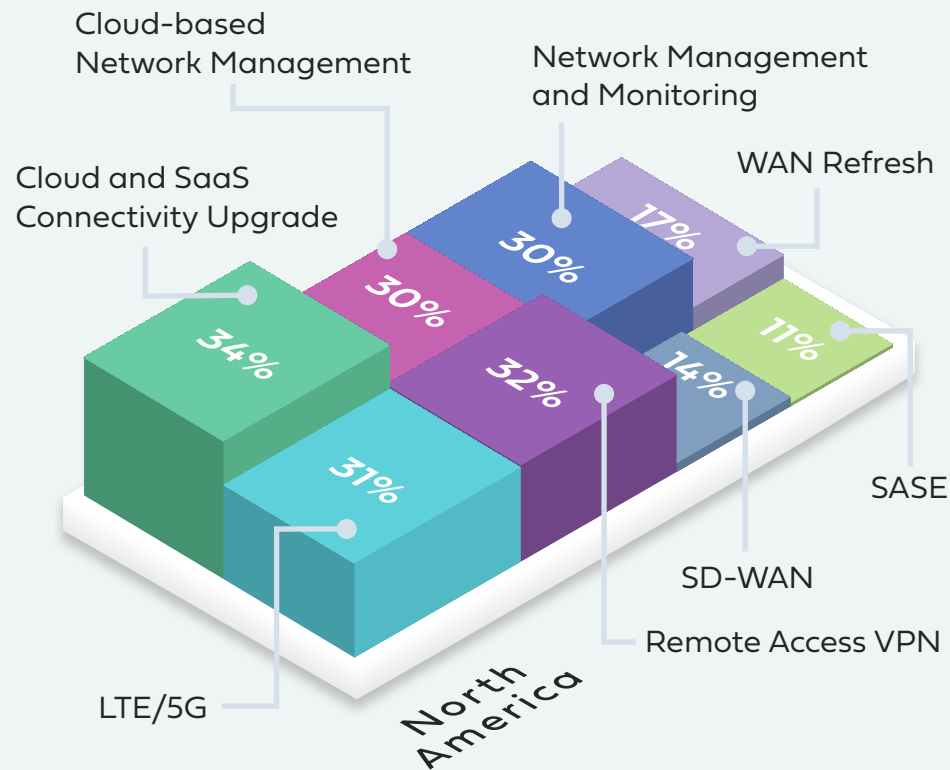 Cloud-based
Network Management
Network Management
and Monitoring
Cloud and SaaS
Connectivity Upgrade
WAN Refresh
17%
30%
30%
34%
11%
32%
14%
31%
SASE
SD-WAN
Remote Access VPN
LTE/5G
North
America